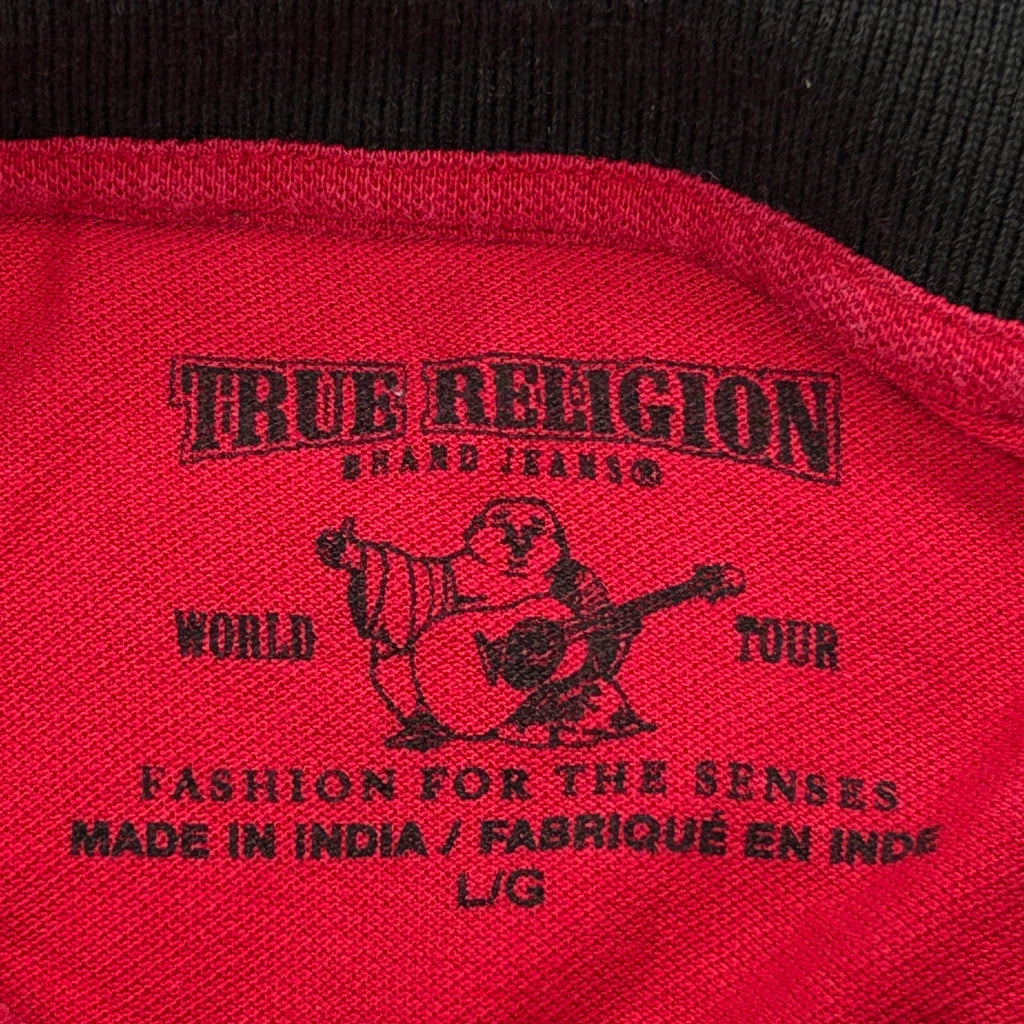 TRUE RELIGION
BRAND JEANS®
WORLD TOUR
FASHION FOR THE SENSES
MADE IN INDIA / FABRIQUÉ EN INDE
L/G